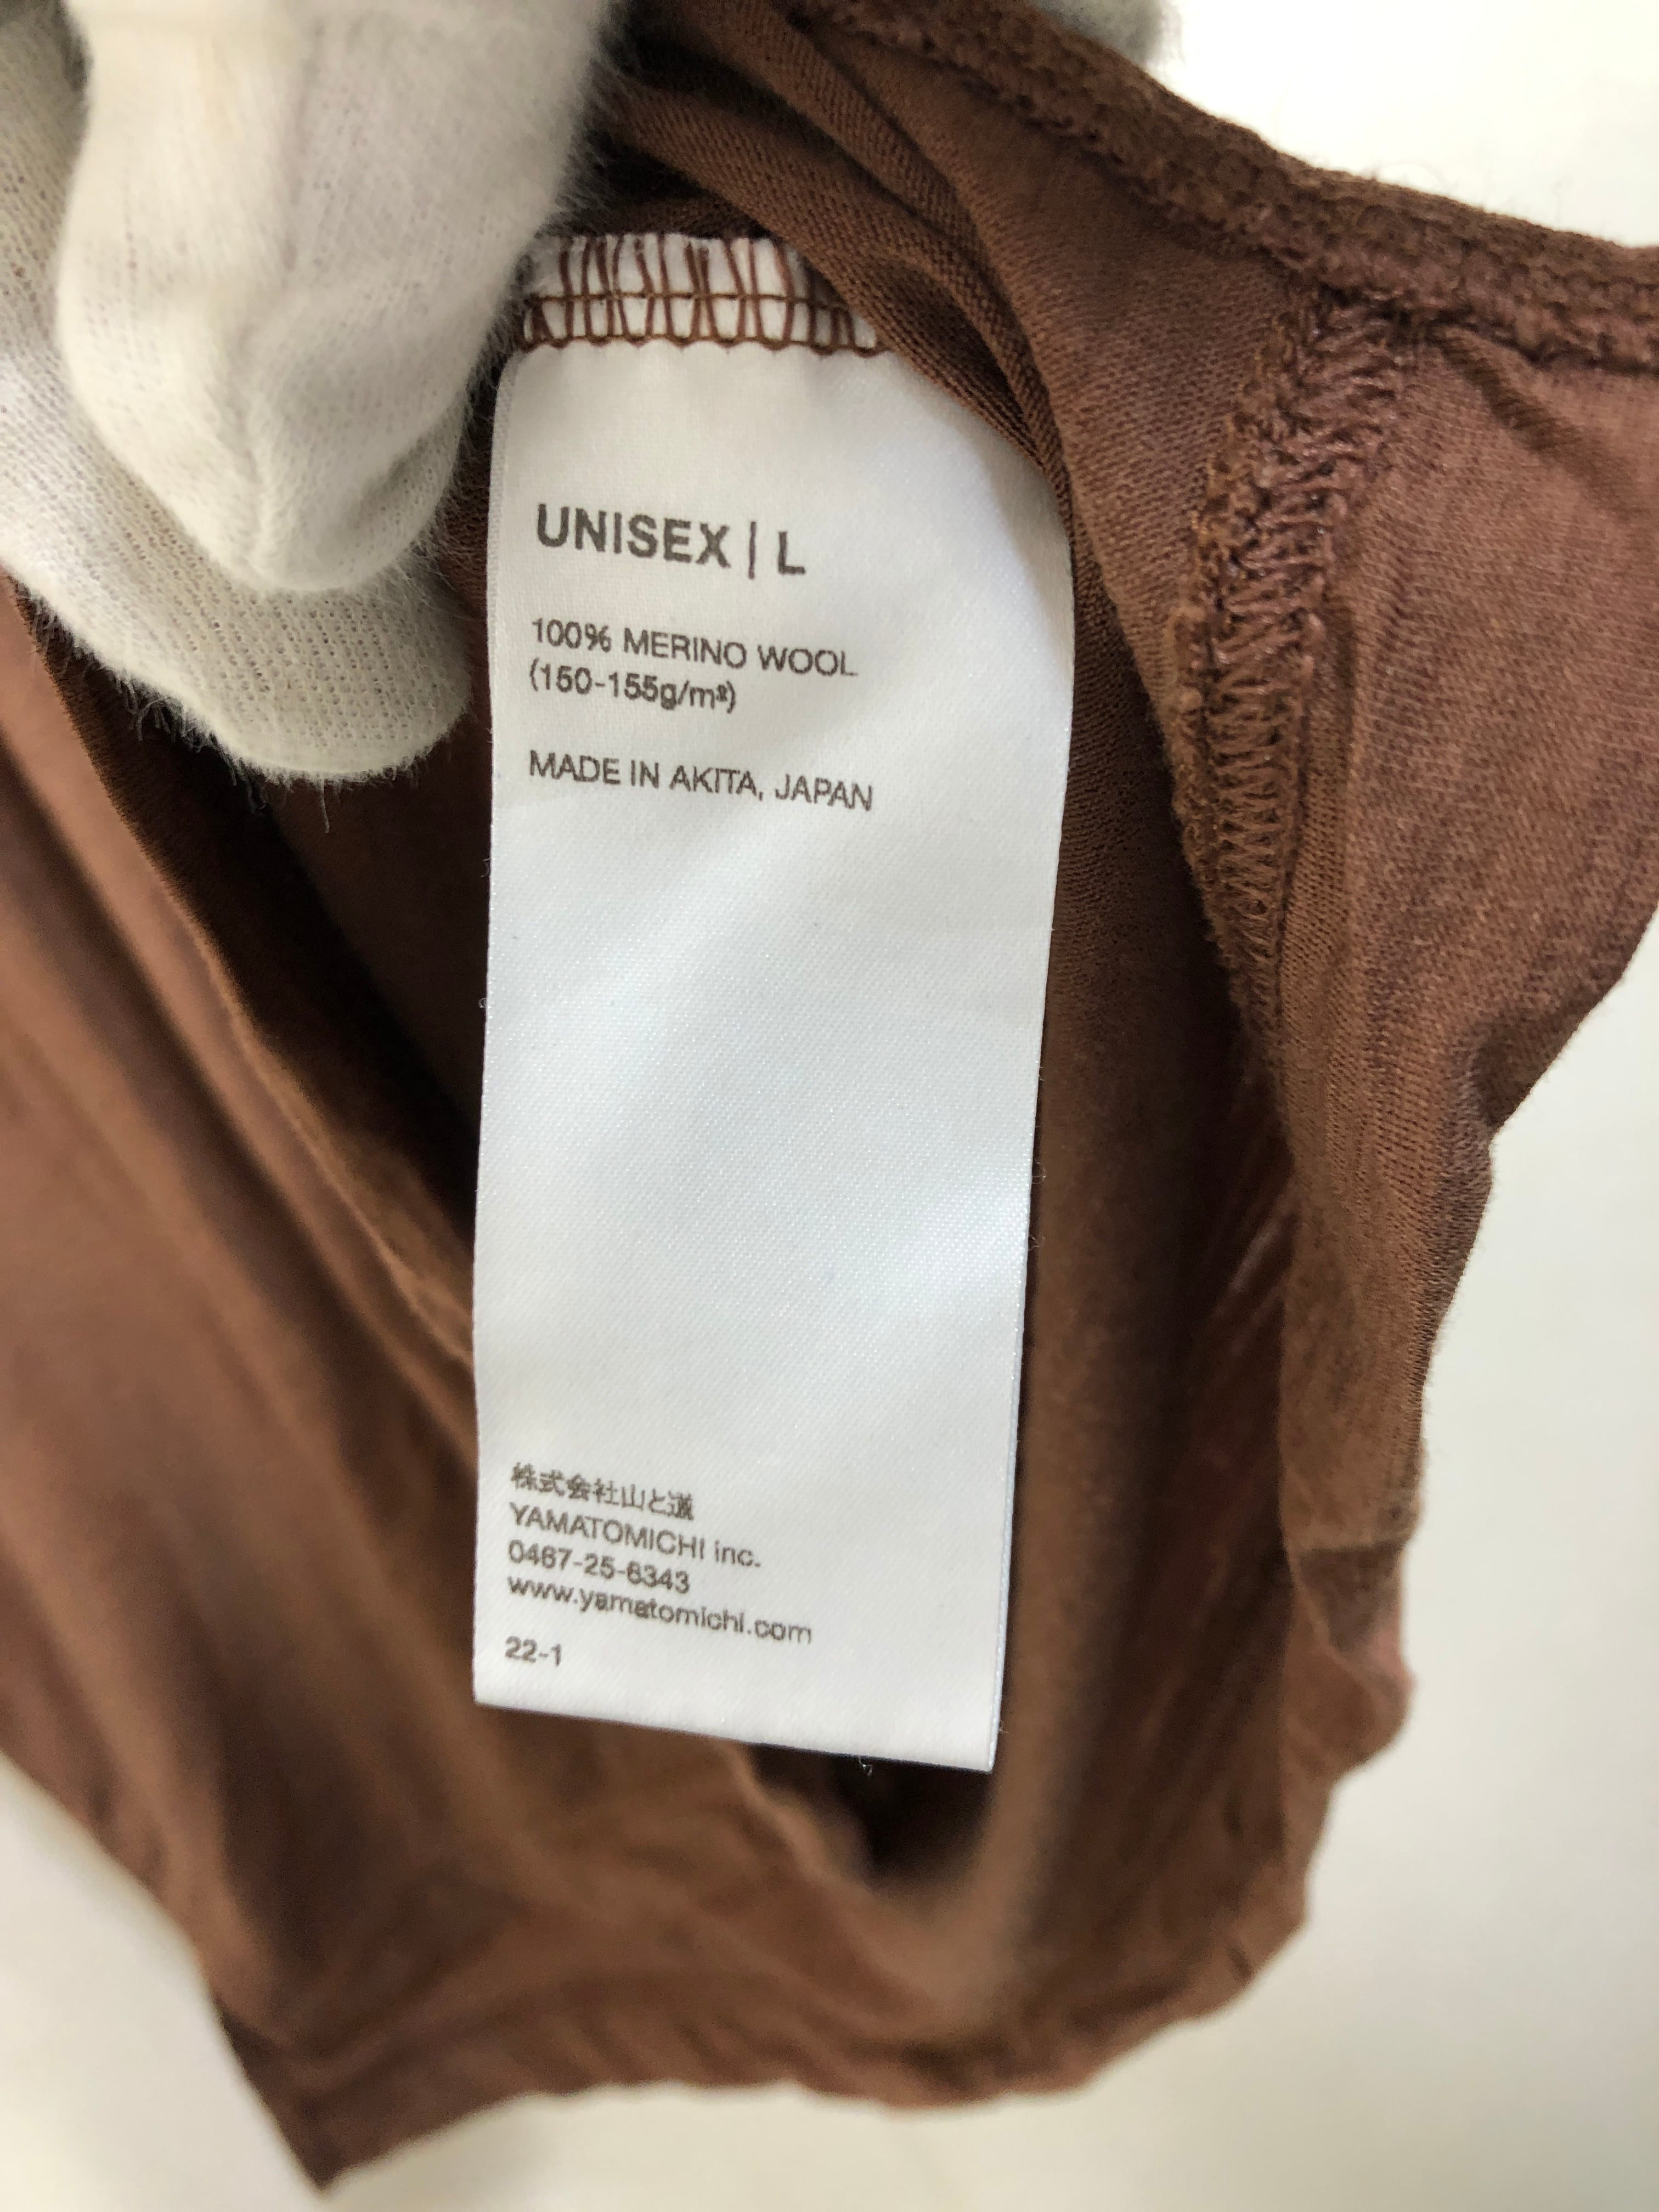 UNISEX | L
100% MERINO WOOL
(150-155g/m²)
MADE IN AKITA, JAPAN
株式会社山と道
YAMATOMICHI inc.
0467-25-6343
www.yamatomichi.com
22-1